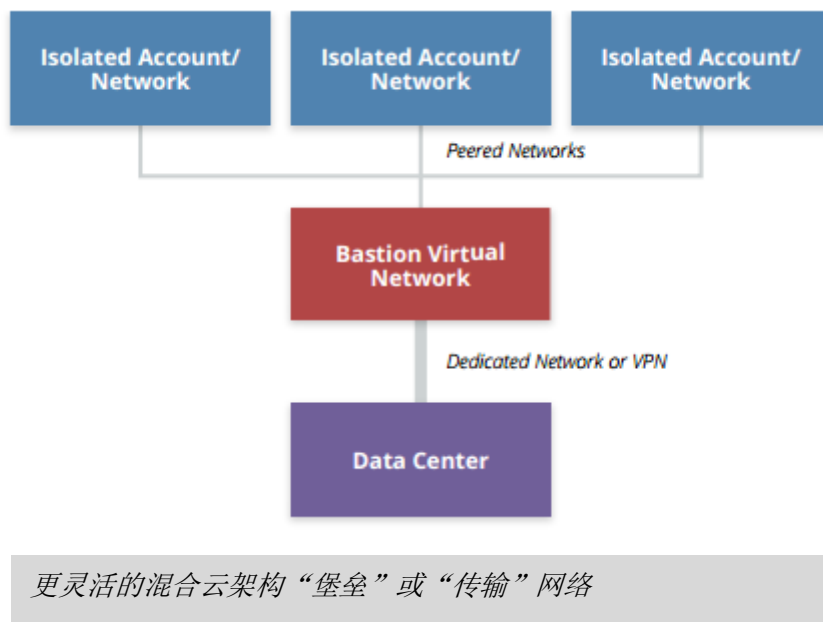 Isolated Account/
Network
Isolated Account/
Network
Isolated Account/
Network
Peered Networks
Bastion Virtual
Network
Dedicated Network or VPN
Data Center
更灵活的混合云架构“堡垒”或“传输”网络